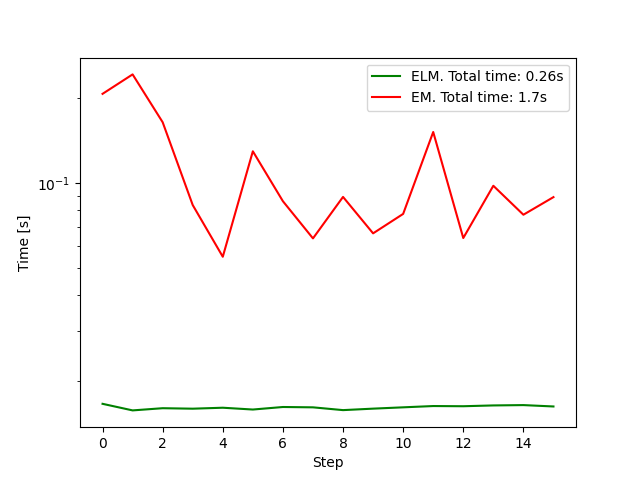 ELM. Total time: 0.26s
EM. Total time: 1.7s
10⁻¹
Time [s]
0 2 4 6 8 10 12 14
Step